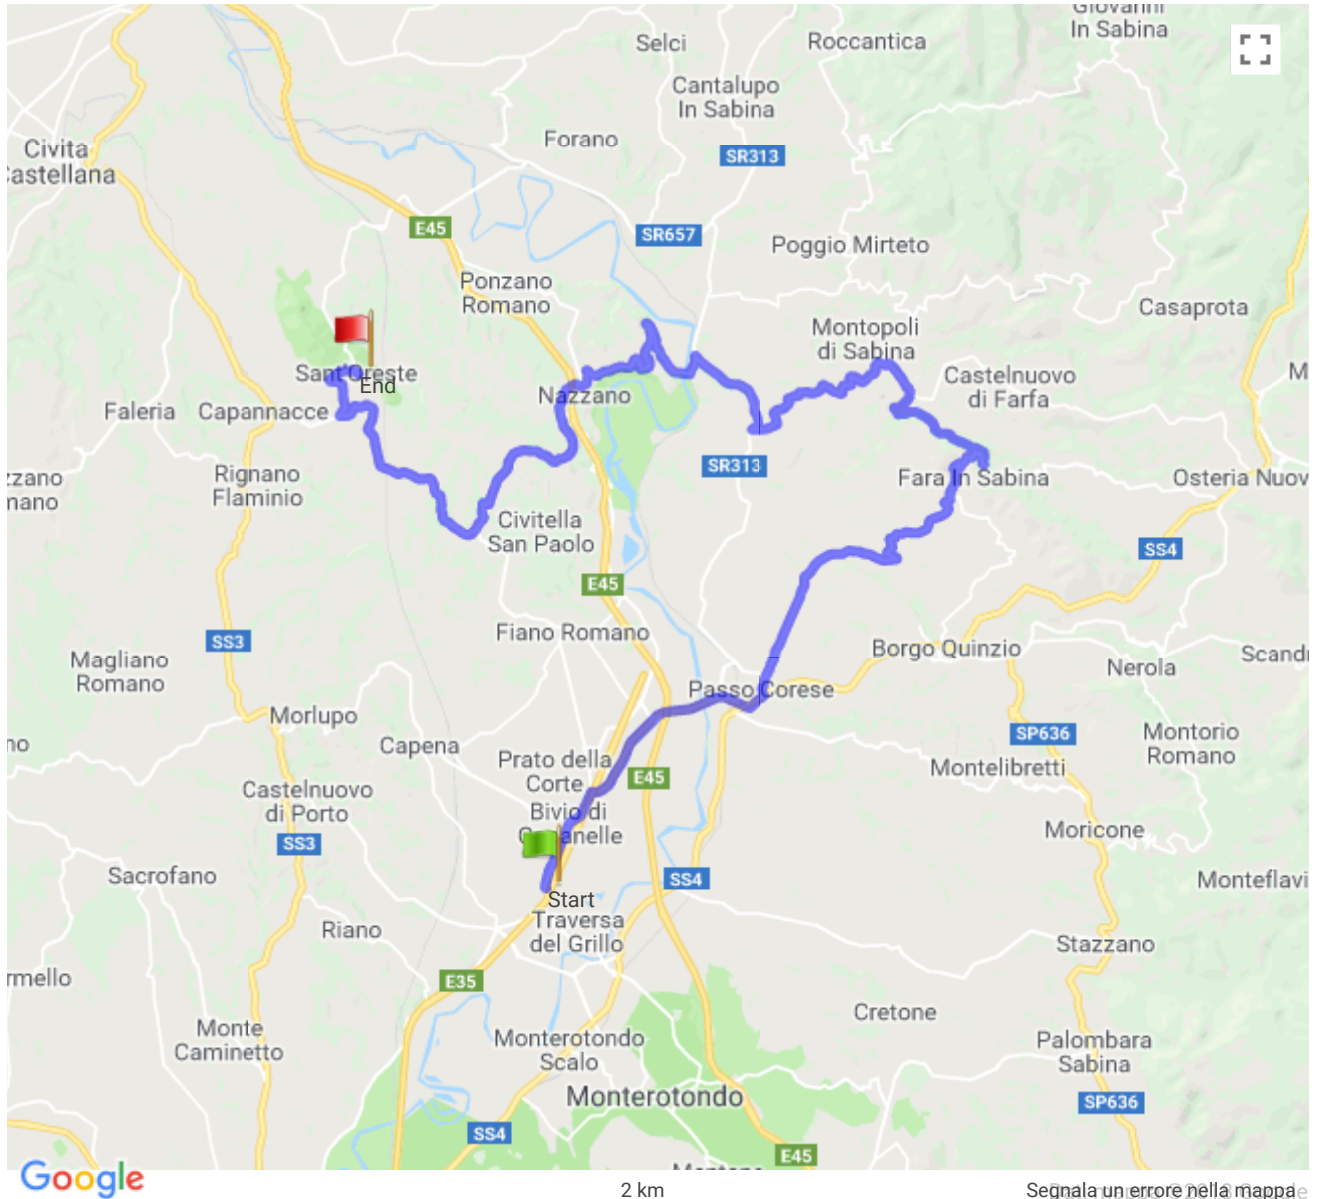 Giovanni
In Sabina
Selci
Roccantica
Cantalupo
In Sabina
Forano
SR313
Civita
Castellana
E45
SR657
Poggio Mirteto
Ponzano
Romano
Casaprota
Montopoli
di Sabina
Sant'Oreste
End
Castelnuovo
di Farfa
M
Nazzano
Faleria
Capannacce
SR313
zzano
mano
Rignano
Flaminio
Fara In Sabina
Osteria Nuov
Civitella
San Paolo
SS4
E45
Fiano Romano
SS3
Magliano
Romano
Borgo Quinzio
Nerola
Scand
Passo Corese
Morlupo
no
Capena
SP636
Montorio
Romano
Prato della
Corte
E45
Montelibretti
Castelnuovo
di Porto
Bivio di
anelle
SS3
Moricone
Sacrofano
SS4
Monteflavi
Start
Traversa
del Grillo
Riano
Stazzano
rmello
E35
Cretone
Monte
Caminetto
Monterotondo
Scalo
Palombara
Sabina
Monterotondo
SP636
SS4
E45
Google
2 km
Segnala un errore nella mappa